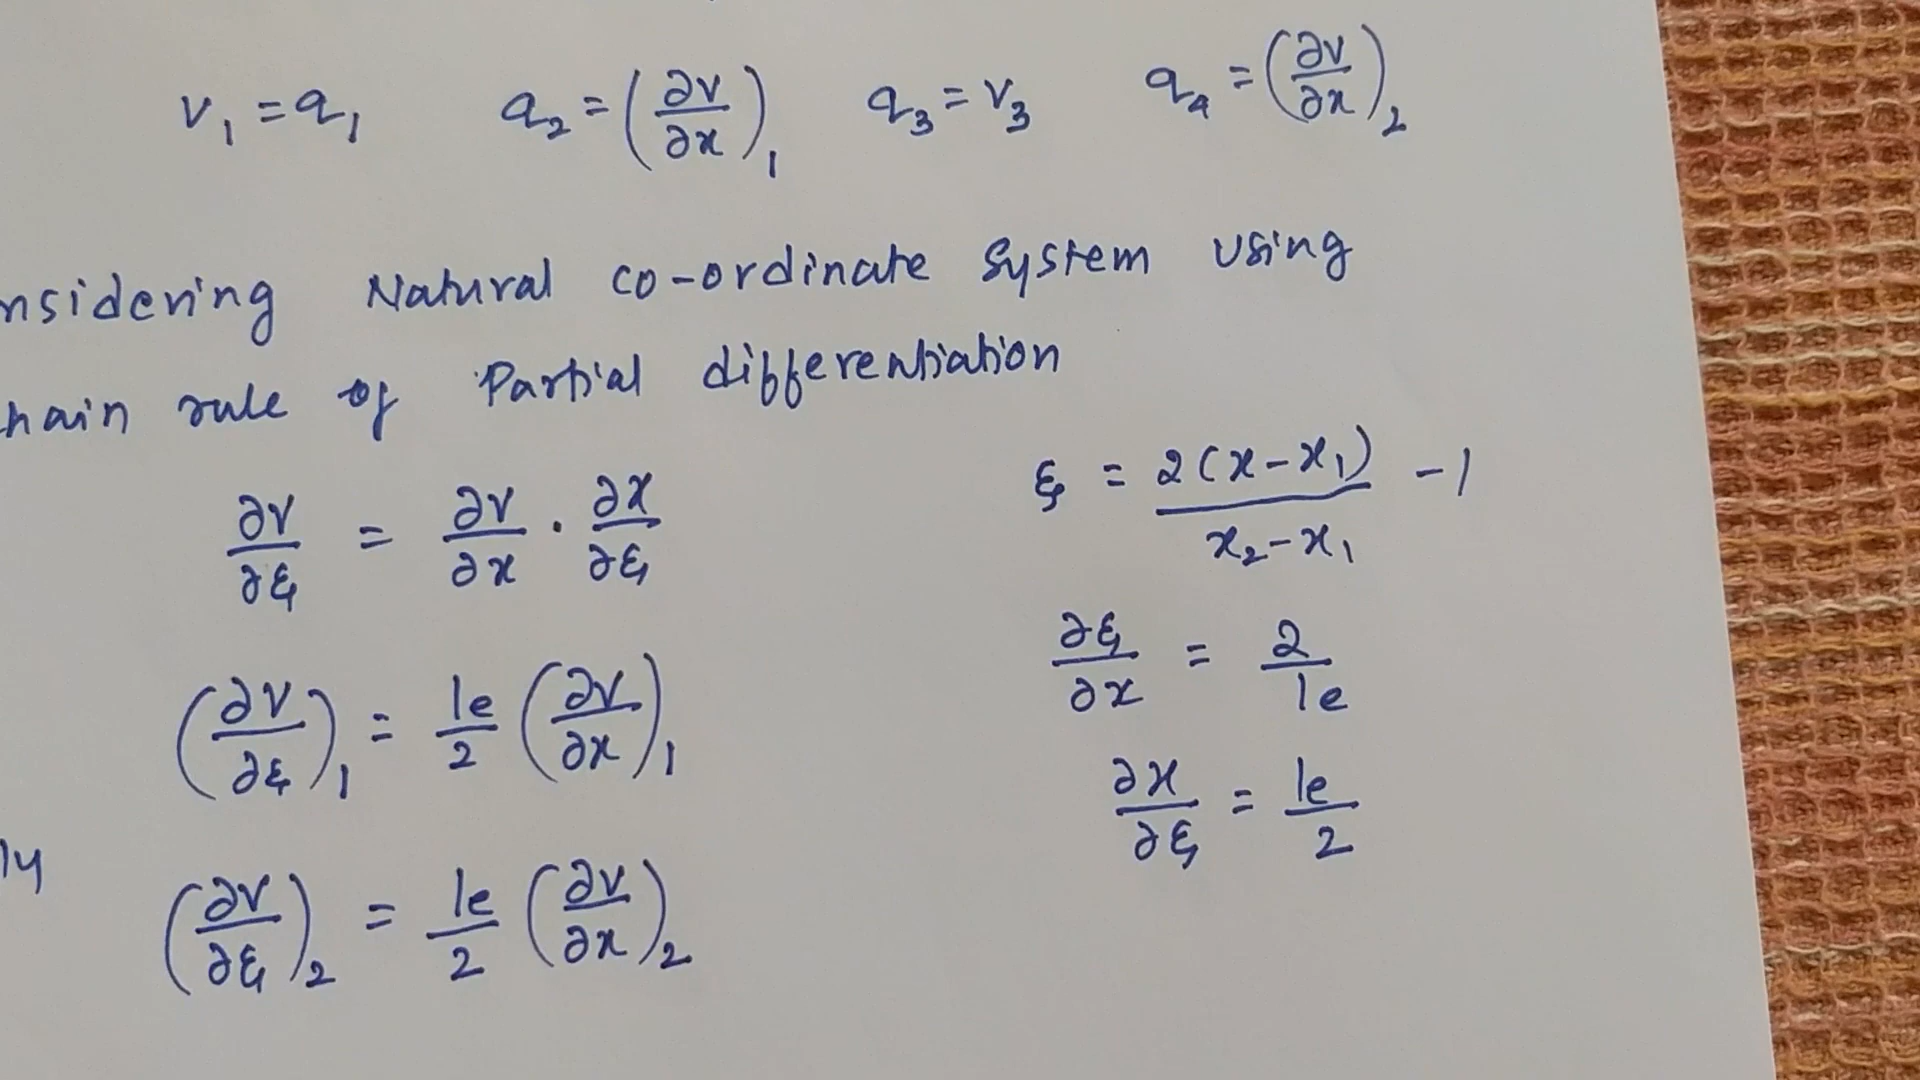 v₁ = q₁ q₂ = (∂v/∂x)₁ q₃ = v₃ q₄ = (∂v/∂x)₂
nsidering Natural co-ordinate System using
hain rule of Partial differentiation
∂v/∂ξ = ∂v/∂x · ∂x/∂ξ ξ = 2(x-x₁)/x₂-x₁ - 1
(∂v/∂ξ)₁ = le/2 (∂v/∂x)₁ ∂ξ/∂x = 2/le
∂x/∂ξ = le/2
ly (∂v/∂ξ)₂ = le/2 (∂v/∂x)₂